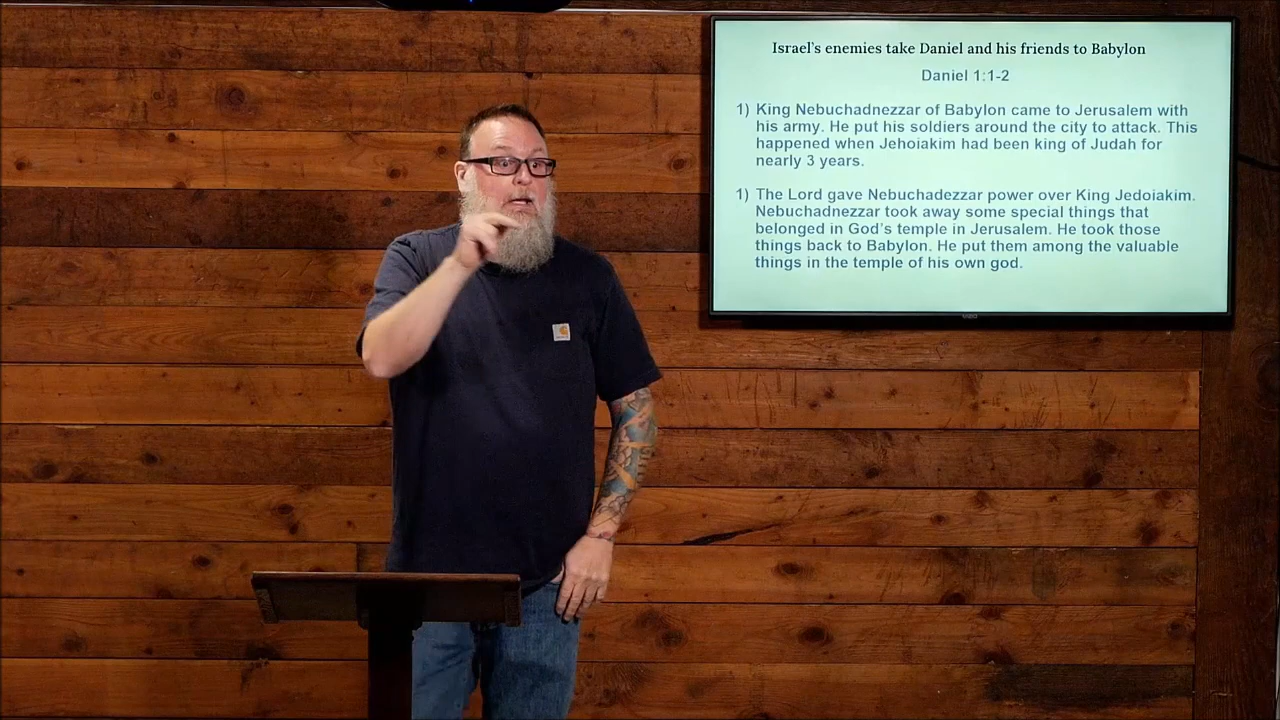 Israel's enemies take Daniel and his friends to Babylon
Daniel 1:1-2
1) King Nebuchadnezzar of Babylon came to Jerusalem with
his army. He put his soldiers around the city to attack. This
happened when Jehoiakim had been king of Judah for
nearly 3 years.
1) The Lord gave Nebuchadezzar power over King Jedoiakim.
Nebuchadnezzar took away some special things that
belonged in God's temple in Jerusalem. He took those
things back to Babylon. He put them among the valuable
things in the temple of his own god.